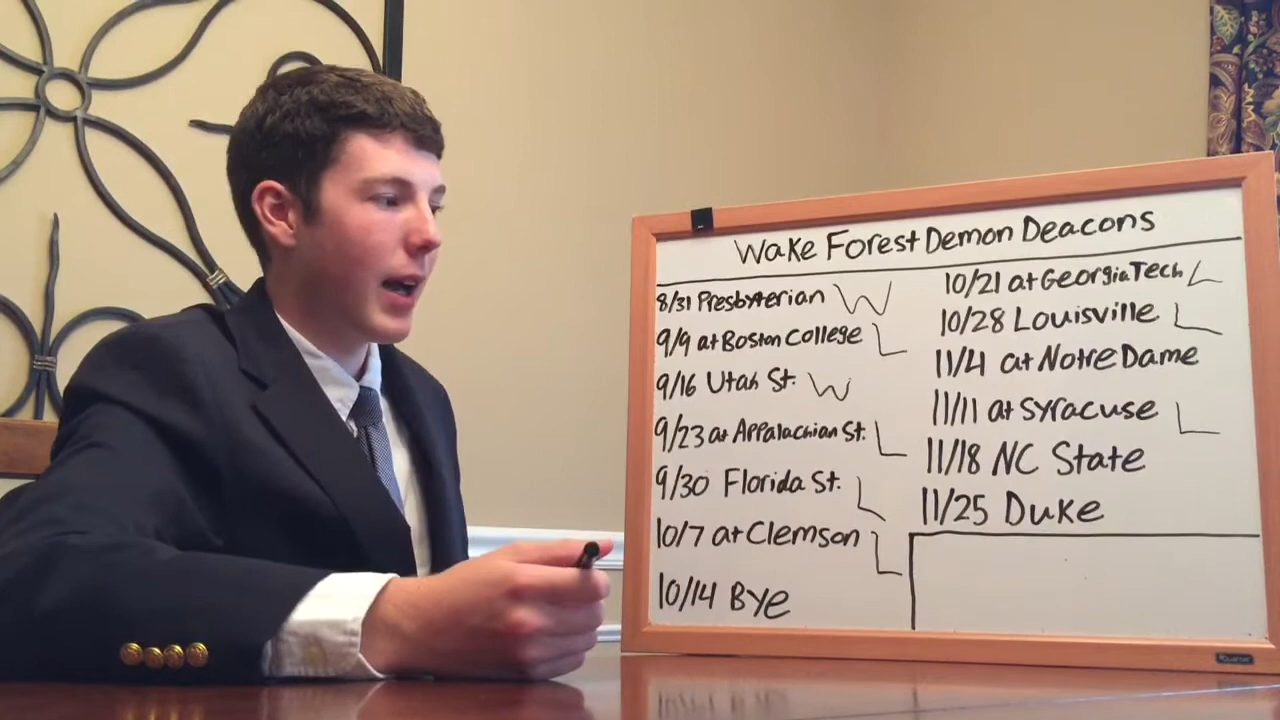 Wake Forest Demon Deacons
8/31 Presbyterian W
9/9 at Boston College L
9/16 Utah St. W
9/23 at Appalachian St. L
9/30 Florida St. L
10/7 at Clemson L
10/14 Bye
10/21 at Georgia Tech L
10/28 Louisville L
11/4 at Notre Dame
11/11 at Syracuse L
11/18 NC State
11/25 Duke
Quartet